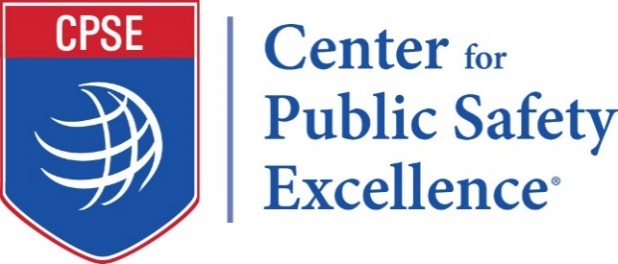 CPSE
Center for
Public Safety
Excellence®